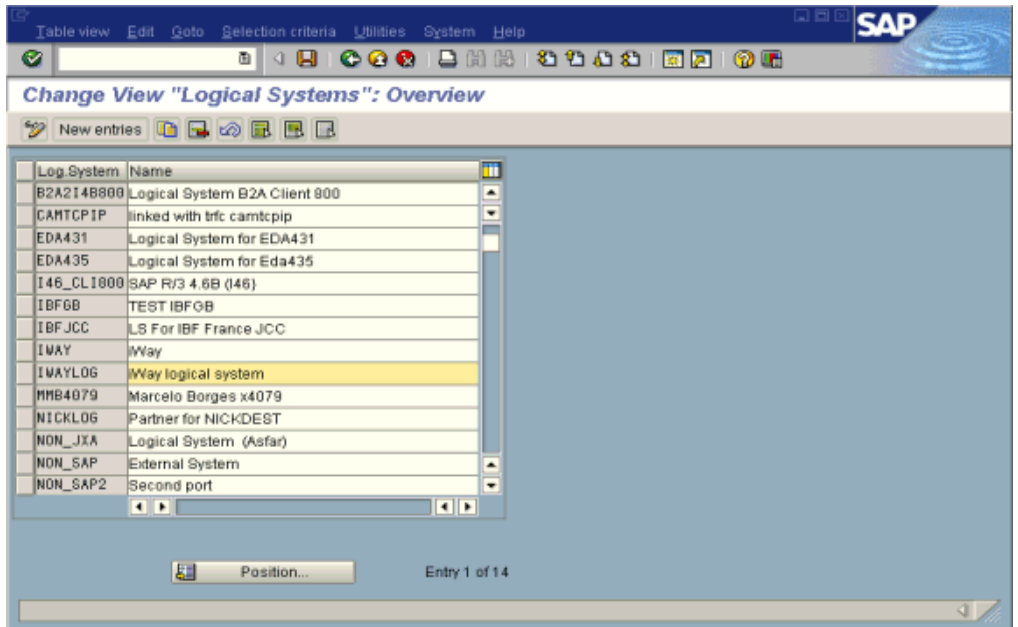 Table view Edit Goto Selection criteria Utilities System Help
SAP
Change View "Logical Systems": Overview
New entries
Log.System Name
B2A2I4B800 Logical System B2A Client 800
CAMTCPIP linked with trfc camtcpip
EDA431 Logical System for EDA431
EDA435 Logical System for Eda435
I46_CLI800 SAP R/3 4.6B (I46}
IBFGB TEST IBFGB
IBFJCC LS For IBF France JCC
IWAY iWay
IWAYLOG iWay logical system
MMB4079 Marcelo Borges x4079
NICKLOG Partner for NICKDEST
NON_JXA Logical System (Asfar)
NON_SAP External System
NON_SAP2 Second port
Position... Entry 1 of 14